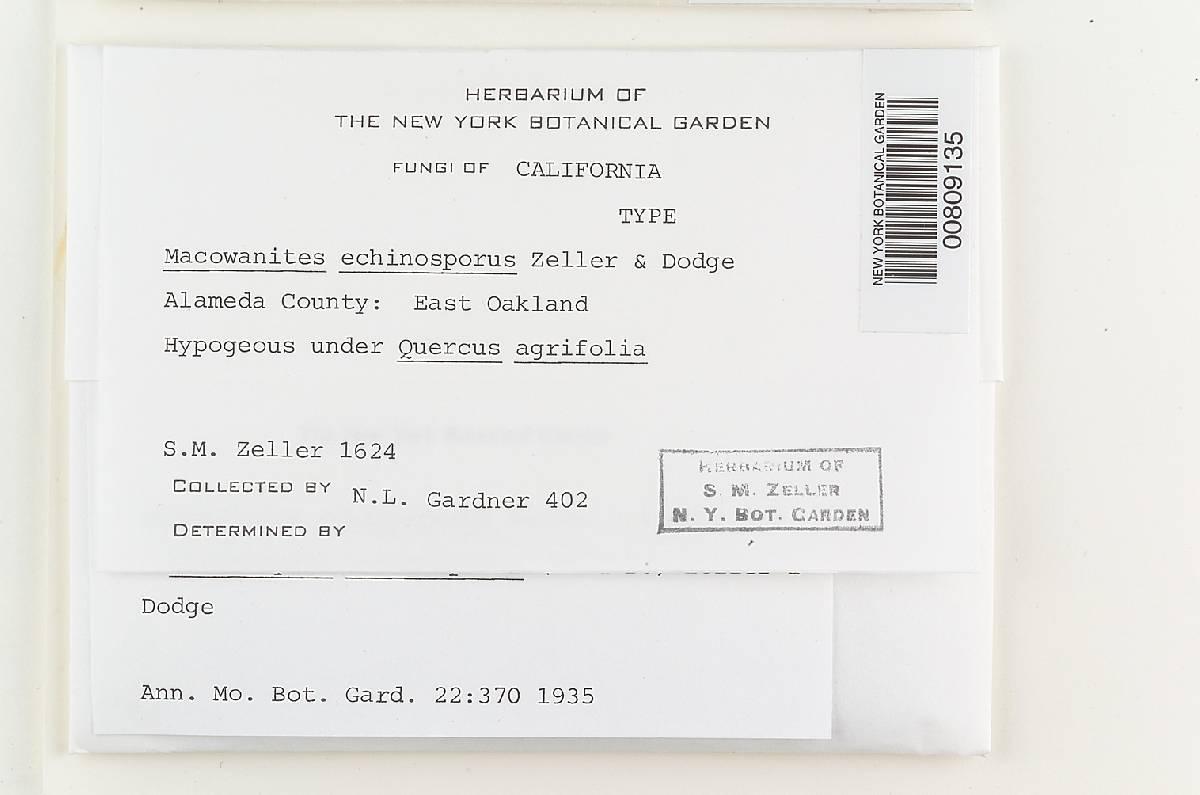 HERBARIUM OF
THE NEW YORK BOTANICAL GARDEN
FUNGI OF CALIFORNIA
TYPE
Macowanites echinosporus Zeller & Dodge
Alameda County: East Oakland
Hypogeous under Quercus agrifolia
S.M. Zeller 1624
COLLECTED BY N.L. Gardner 402
DETERMINED BY
HERBARIUM OF
S. M. ZELLER
N. Y. BOT. GARDEN
NEW YORK BOTANICAL GARDEN
00809135
Dodge
Ann. Mo. Bot. Gard. 22:370 1935